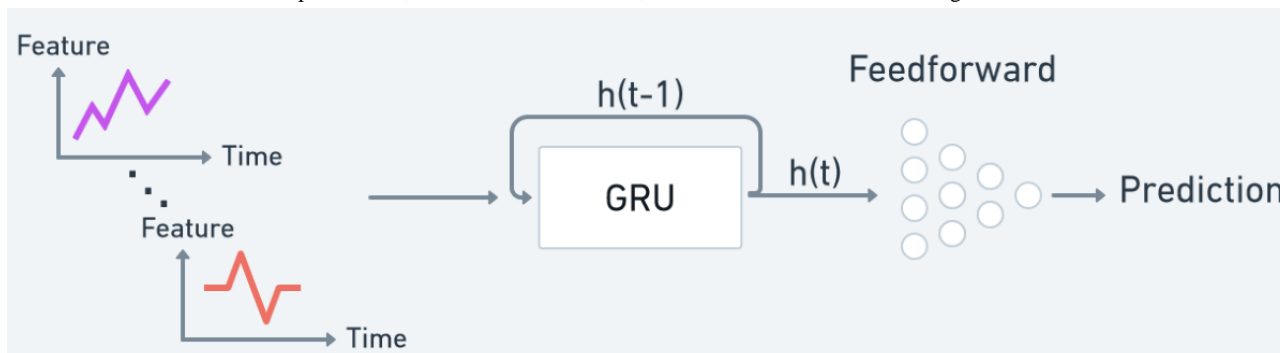 Feature
Time
Feature
Time
h(t-1)
GRU
h(t)
Feedforward
Prediction